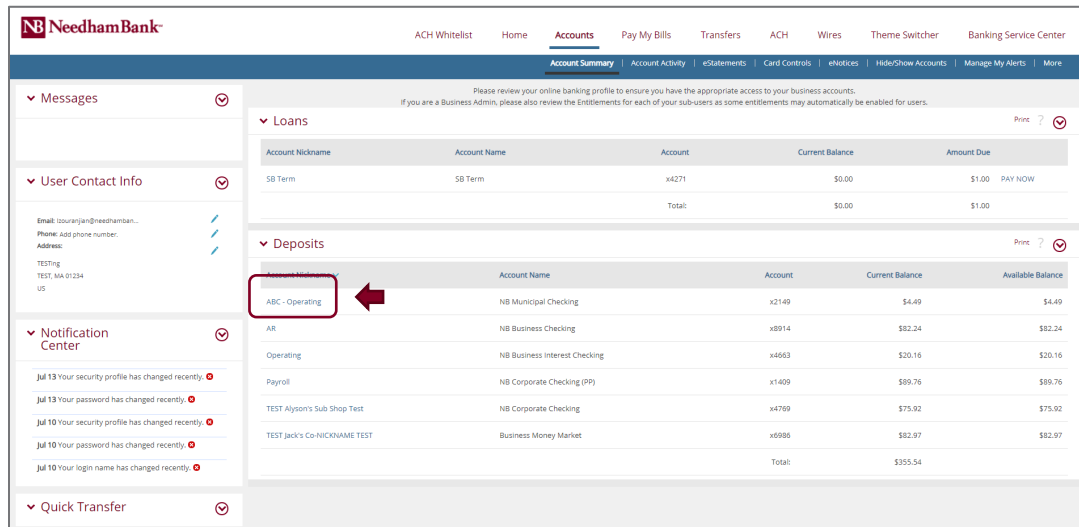 NB NeedhamBank
ACH Whitelist Home Accounts Pay My Bills Transfers ACH Wires Theme Switcher Banking Service Center
Account Summary | Account Activity | eStatements | Card Controls | eNotices | Hide/Show Accounts | Manage My Alerts | More
Messages
User Contact Info
Email: lzouranjian@needhamban...
Phone: Add phone number.
Address:
TESTing
TEST, MA 01234
US
Notification
Center
Jul 13 Your security profile has changed recently.
Jul 13 Your password has changed recently.
Jul 10 Your security profile has changed recently.
Jul 10 Your password has changed recently.
Jul 10 Your login name has changed recently.
Quick Transfer
Please review your online banking profile to ensure you have the appropriate access to your business accounts.
If you are a Business Admin, please also review the Entitlements for each of your sub-users as some entitlements may automatically be enabled for users.
Loans Print ?
Account Nickname Account Name Account Current Balance Amount Due
SB Term SB Term x4271 $0.00 $1.00 PAY NOW
Total: $0.00 $1.00
Deposits Print ?
Account Nickname Account Name Account Current Balance Available Balance
ABC - Operating NB Municipal Checking x2149 $4.49 $4.49
AR NB Business Checking x8914 $82.24 $82.24
Operating NB Business Interest Checking x4663 $20.16 $20.16
Payroll NB Corporate Checking (PP) x1409 $89.76 $89.76
TEST Alyson's Sub Shop Test NB Corporate Checking x4769 $75.92 $75.92
TEST Jack's Co-NICKNAME TEST Business Money Market x6986 $82.97 $82.97
Total: $355.54